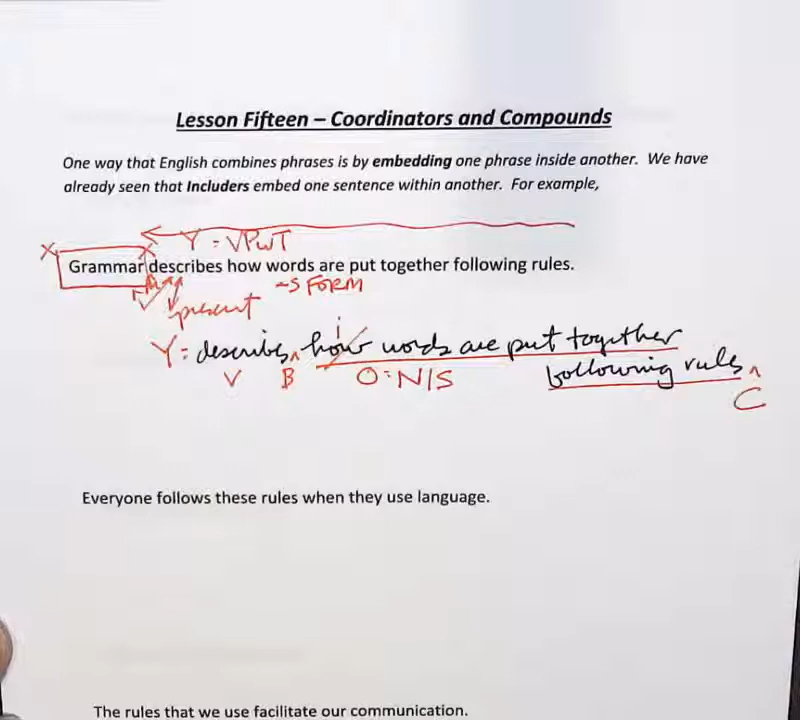 Lesson Fifteen – Coordinators and Compounds
One way that English combines phrases is by embedding one phrase inside another. We have
already seen that Includers embed one sentence within another. For example,
Y = VPwT
X X
Grammar describes how words are put together following rules.
-s FORM
present
i
Y = describes how words are put together
following rules
V B O:N/S
C
Everyone follows these rules when they use language.
The rules that we use facilitate our communication.